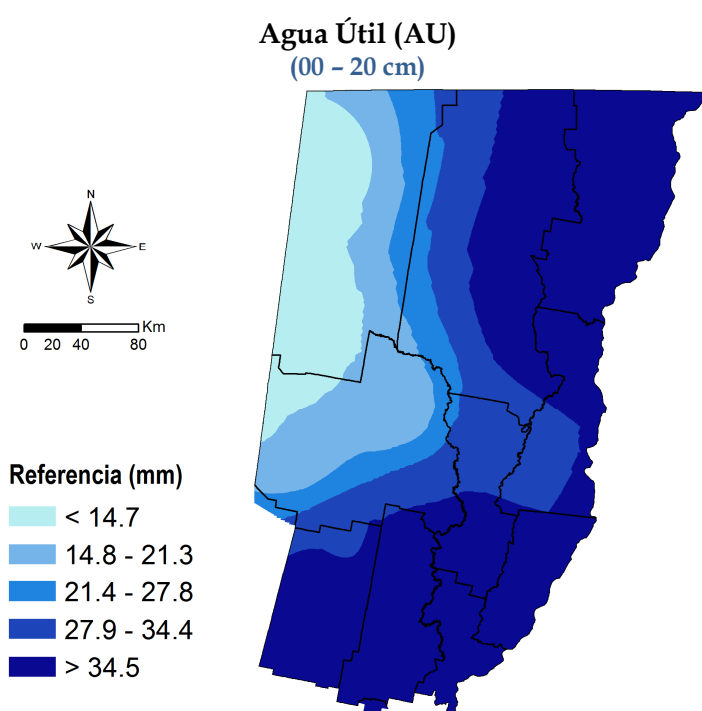 Agua Útil (AU)
(00 – 20 cm)
N
W E
S
Km
0 20 40 80
Referencia (mm)
< 14.7
14.8 - 21.3
21.4 - 27.8
27.9 - 34.4
> 34.5